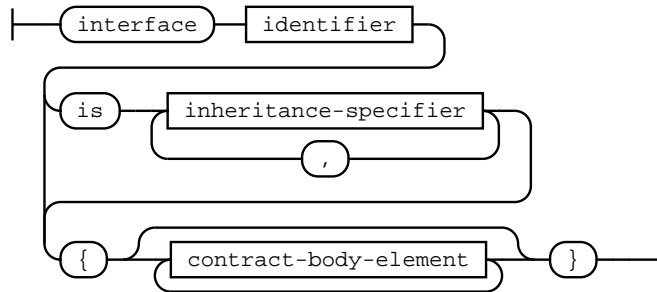 interface identifier
is inheritance-specifier
,
{ contract-body-element }